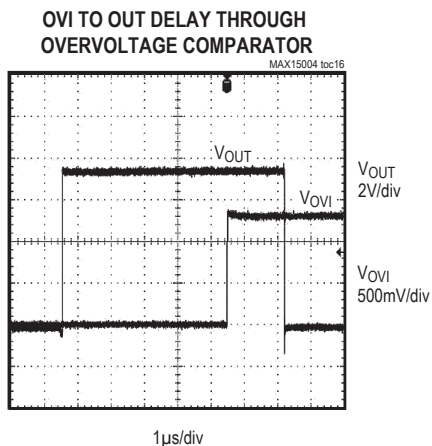 OVI TO OUT DELAY THROUGH
OVERVOLTAGE COMPARATOR
MAX15004 toc16
VOUT
VOUT
2V/div
VOVI
VOVI
500mV/div
1µs/div